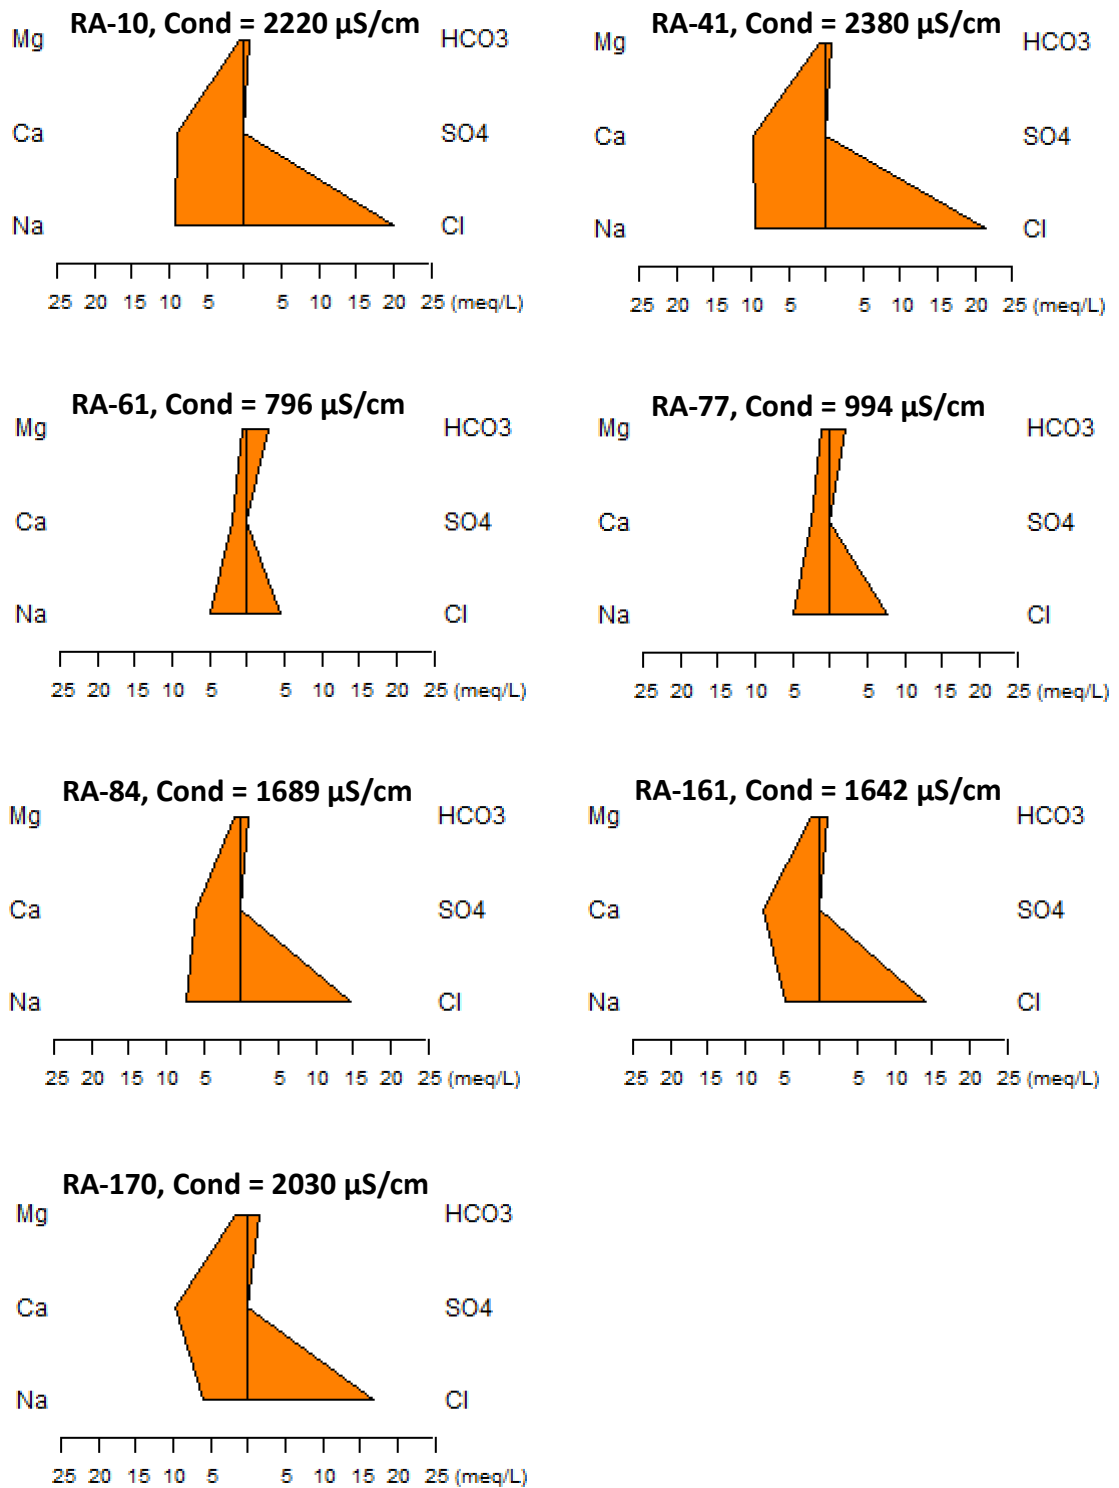 RA-10, Cond = 2220 µS/cm
Mg HCO3
Ca SO4
Na Cl
25 20 15 10 5 5 10 15 20 25 (meq/L)
RA-41, Cond = 2380 µS/cm
Mg HCO3
Ca SO4
Na Cl
25 20 15 10 5 5 10 15 20 25 (meq/L)
RA-61, Cond = 796 µS/cm
Mg HCO3
Ca SO4
Na Cl
25 20 15 10 5 5 10 15 20 25 (meq/L)
RA-77, Cond = 994 µS/cm
Mg HCO3
Ca SO4
Na Cl
25 20 15 10 5 5 10 15 20 25 (meq/L)
RA-84, Cond = 1689 µS/cm
Mg HCO3
Ca SO4
Na Cl
25 20 15 10 5 5 10 15 20 25 (meq/L)
RA-161, Cond = 1642 µS/cm
Mg HCO3
Ca SO4
Na Cl
25 20 15 10 5 5 10 15 20 25 (meq/L)
RA-170, Cond = 2030 µS/cm
Mg HCO3
Ca SO4
Na Cl
25 20 15 10 5 5 10 15 20 25 (meq/L)